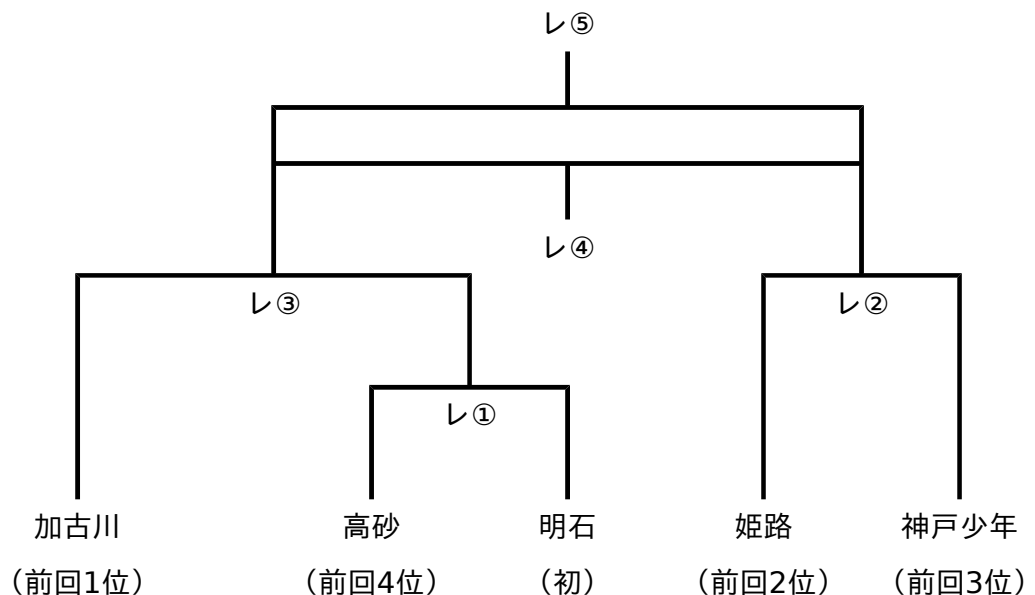 レ⑤
レ④
レ③ レ②
レ①
加古川 高砂 明石 姫路 神戸少年
（前回1位） （前回4位） （初） （前回2位） （前回3位）